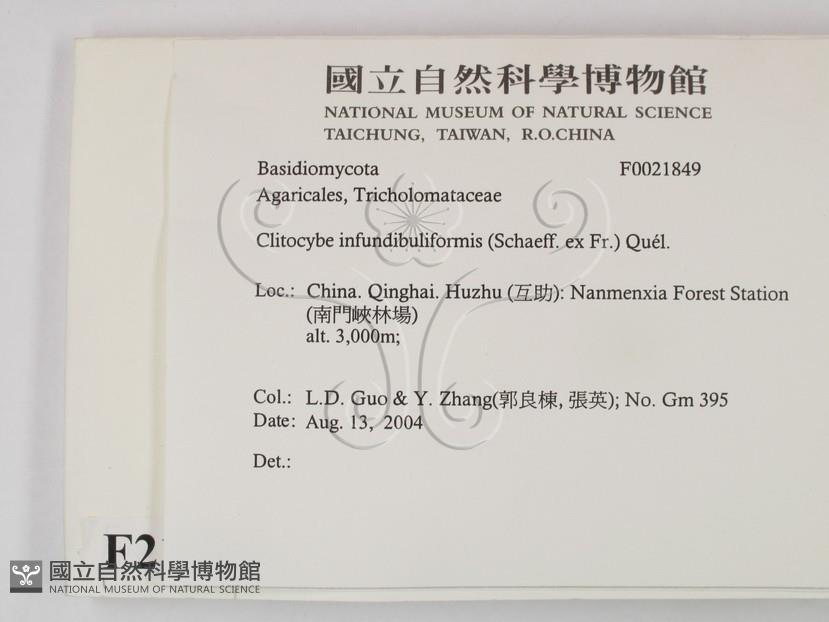 國立自然科學博物館
NATIONAL MUSEUM OF NATURAL SCIENCE
TAICHUNG, TAIWAN, R.O.CHINA
Basidiomycota F0021849
Agaricales, Tricholomataceae
Clitocybe infundibuliformis (Schaeff. ex Fr.) Quél.
Loc.: China. Qinghai. Huzhu (互助): Nanmenxia Forest Station
(南門峽林場)
alt. 3,000m;
Col.: L.D. Guo & Y. Zhang(郭良棟, 張英); No. Gm 395
Date: Aug. 13, 2004
Det.:
F2
國立自然科學博物館
NATIONAL MUSEUM OF NATURAL SCIENCE